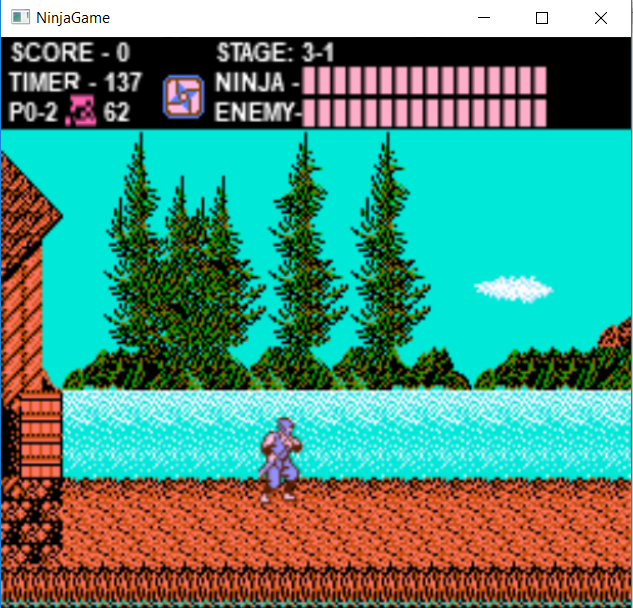 NinjaGame
SCORE - 0 STAGE: 3-1
TIMER - 137 NINJA -
P0-2 62 ENEMY-